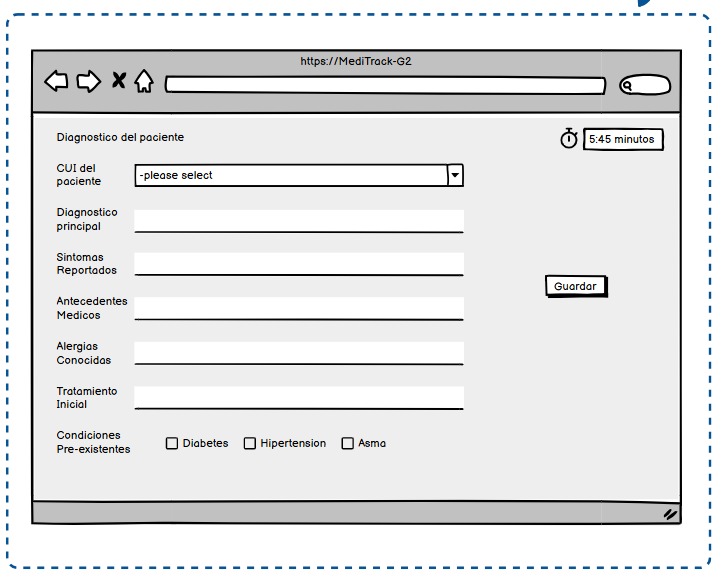 https://MediTrack-G2
Diagnostico del paciente
5:45 minutos
CUI del
paciente
-please select
Diagnostico
principal
Sintomas
Reportados
Guardar
Antecedentes
Medicos
Alergias
Conocidas
Tratamiento
Inicial
Condiciones
Pre-existentes
Diabetes
Hipertension
Asma